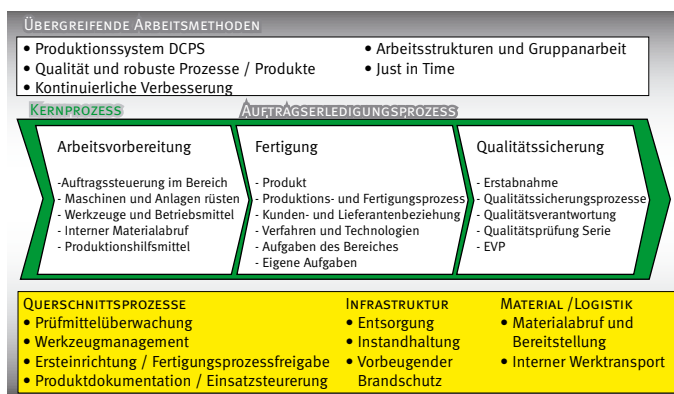 Übergreifende Arbeitsmethoden
• Produktionssystem DCPS
• Qualität und robuste Prozesse / Produkte
• Kontinuierliche Verbesserung
• Arbeitsstrukturen und Gruppanarbeit
• Just in Time
Kernprozess
Auftragserledigungsprozess
Arbeitsvorbereitung
-Auftragssteuerung im Bereich
- Maschinen und Anlagen rüsten
- Werkzeuge und Betriebsmittel
- Interner Materialabruf
- Produktionshilfsmittel
Fertigung
- Produkt
- Produktions- und Fertigungsprozess
- Kunden- und Lieferantenbeziehung
- Verfahren und Technologien
- Aufgaben des Bereiches
- Eigene Aufgaben
Qualitätssicherung
- Erstabnahme
- Qualitätssicherungsprozesse
- Qualitätsverantwortung
- Qualitätsprüfung Serie
- EVP
Querschnittsprozesse
• Prüfmittelüberwachung
• Werkzeugmanagement
• Ersteinrichtung / Fertigungsprozessfreigabe
• Produktdokumentation / Einsatzsteurerung
Infrastruktur
• Entsorgung
• Instandhaltung
• Vorbeugender
Brandschutz
Material /Logistik
• Materialabruf und
Bereitstellung
• Interner Werktransport